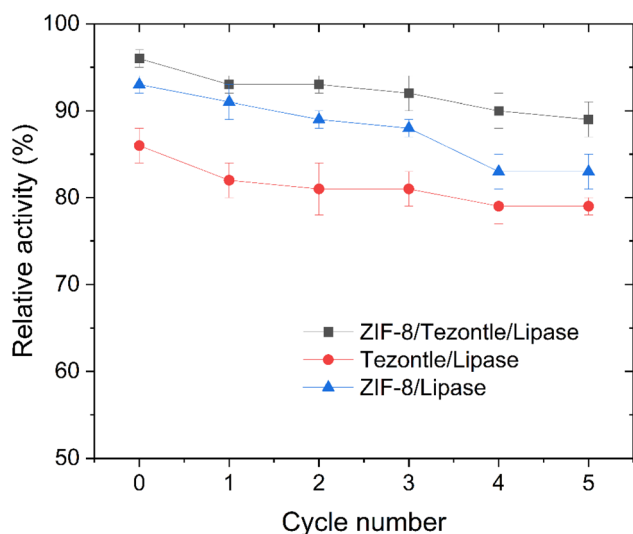 100
90
80
70
60
50
Relative activity (%)
ZIF-8/Tezontle/Lipase
Tezontle/Lipase
ZIF-8/Lipase
0 1 2 3 4 5
Cycle number